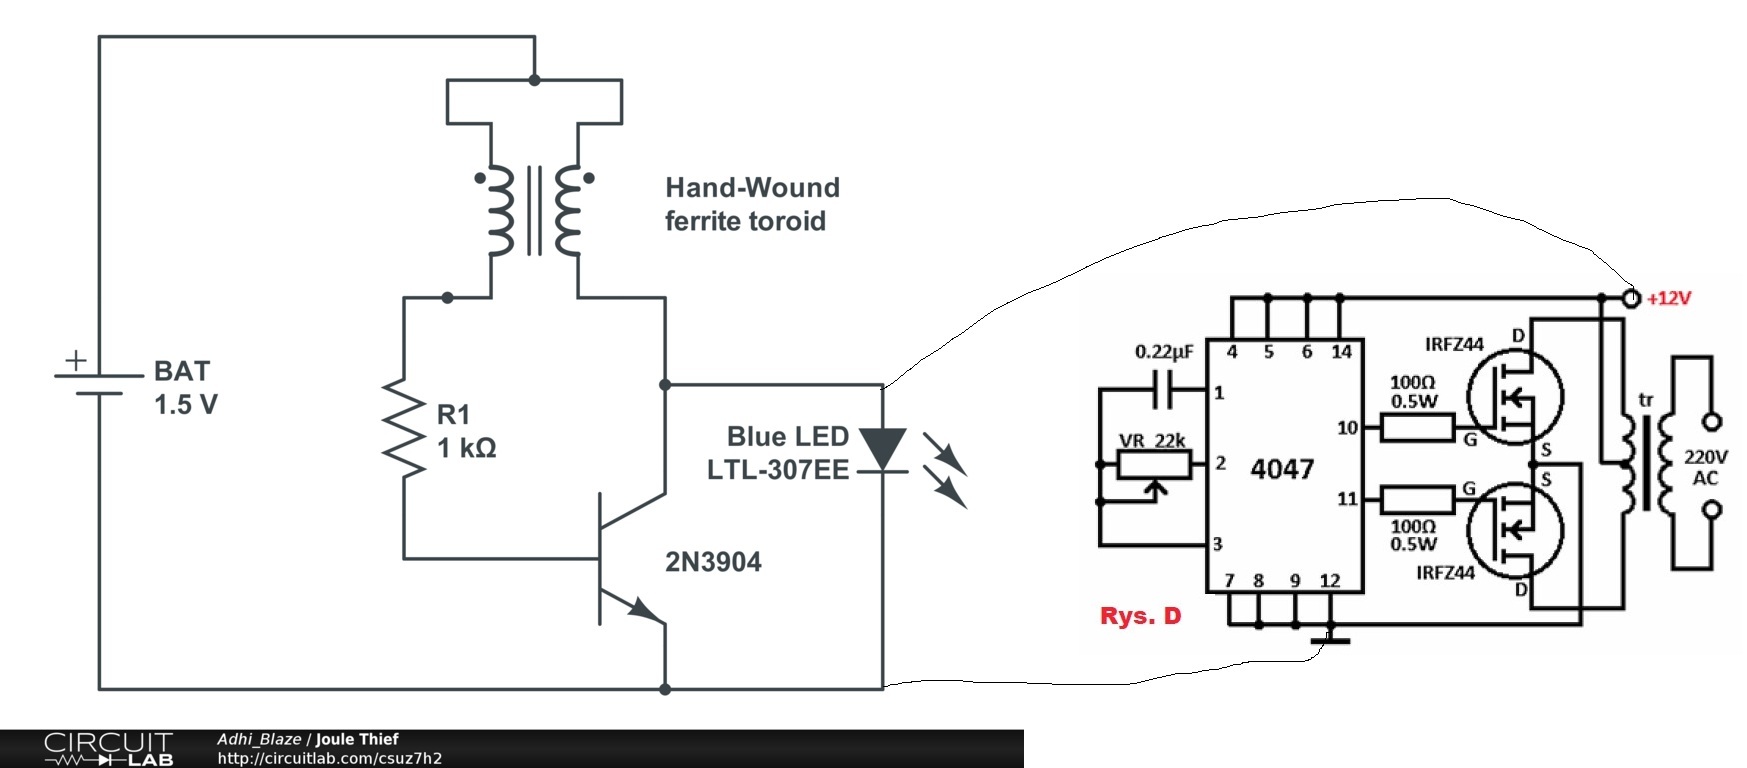 Hand-Wound
ferrite toroid
+
BAT
1.5 V
R1
1 kΩ
Blue LED
LTL-307EE
2N3904
+12V
0.22µF
4 5 6 14
IRFZ44
D
1
100Ω
0.5W
tr
VR 22k
10
G
S
2
4047
220V
AC
11
G
S
100Ω
0.5W
3
IRFZ44
D
7 8 9 12
Rys. D
CIRCUIT
LAB
Adhi_Blaze / Joule Thief
http://circuitlab.com/csuz7h2